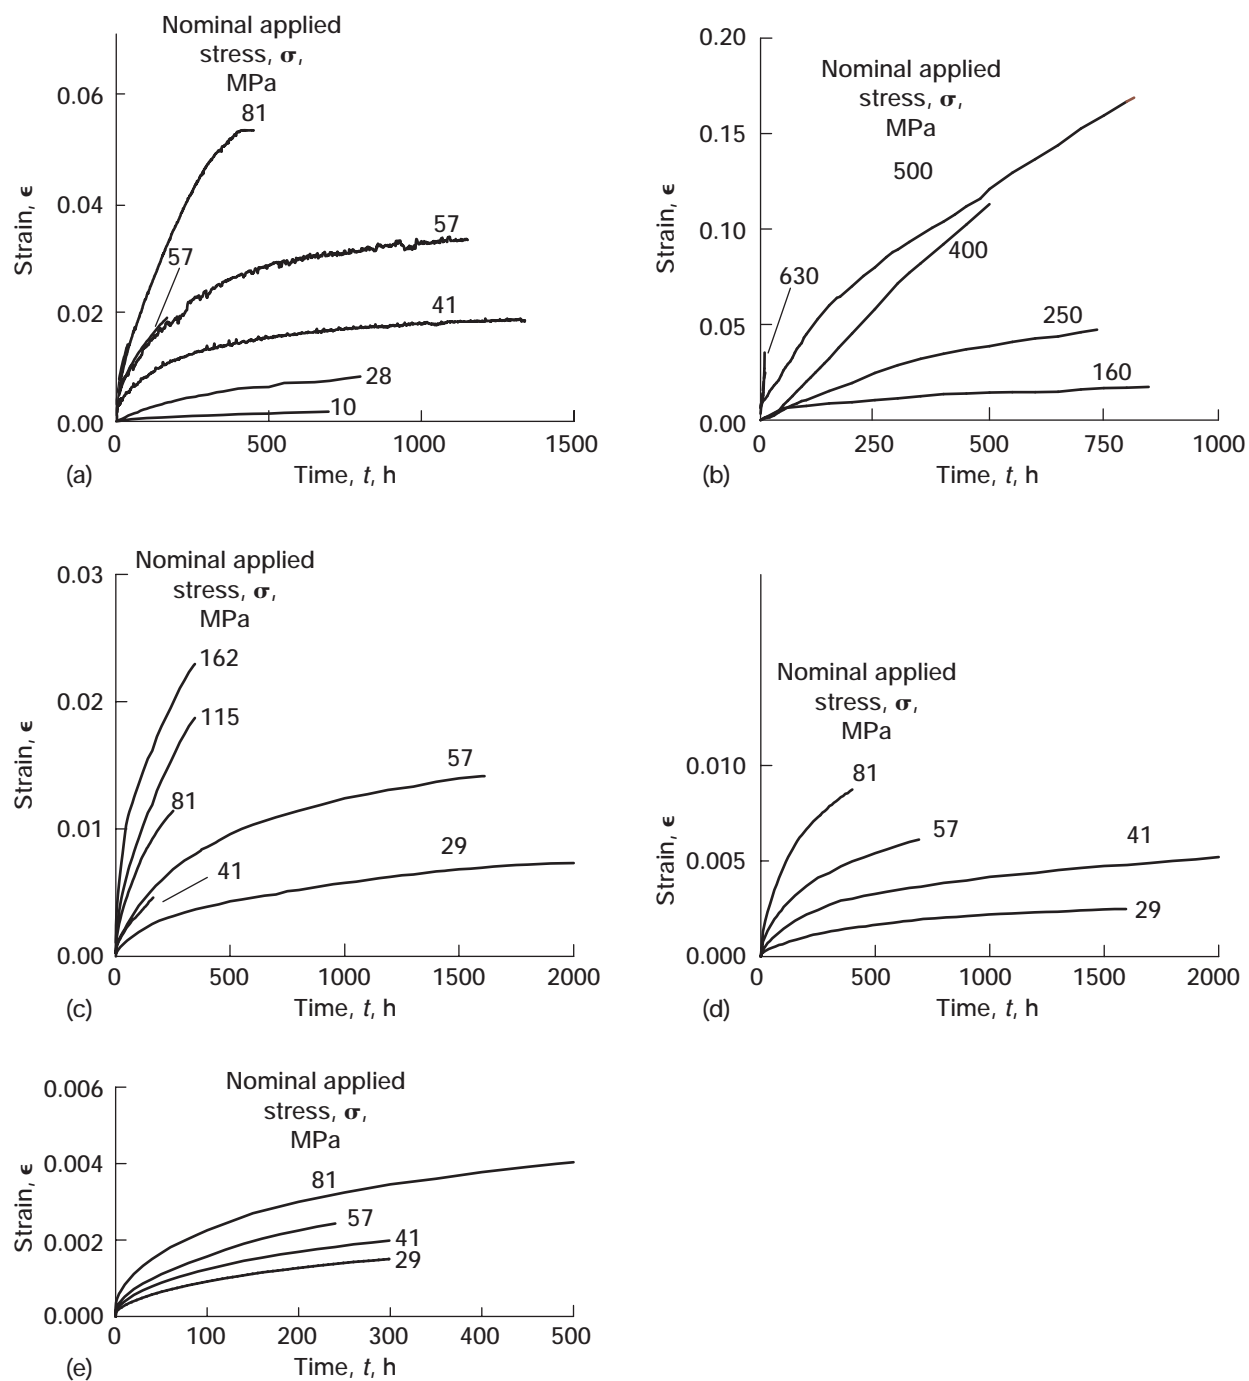 Nominal applied
stress, σ,
MPa
81
57
57
41
28
10
0.06
0.04
0.02
0.00
0
500
1000
1500
Strain, ϵ
Time, t, h
(a)
Nominal applied
stress, σ,
MPa
500
400
630
250
160
0.20
0.15
0.10
0.05
0.00
0
250
500
750
1000
Strain, ϵ
Time, t, h
(b)
Nominal applied
stress, σ,
MPa
162
115
81
57
41
29
0.03
0.02
0.01
0.00
0
500
1000
1500
2000
Strain, ϵ
Time, t, h
(c)
Nominal applied
stress, σ,
MPa
81
57
41
29
0.010
0.005
0.000
0
500
1000
1500
2000
Strain, ϵ
Time, t, h
(d)
Nominal applied
stress, σ,
MPa
81
57
41
29
0.006
0.004
0.002
0.000
0
100
200
300
400
500
Strain, ϵ
Time, t, h
(e)